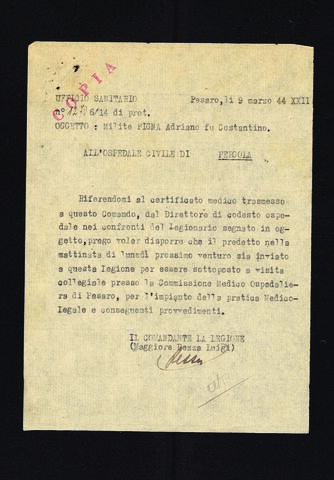 COPIA
UFFICIO SANITARIO Pesaro, li 9 marzo 44 XXII
6/14 di prot.
OGGETTO : Milite PIGNA Adriano fu Costantino.
ALL'OSPEDALE CIVILE DI PERGOLA
Riferendomi al certificato medico trasmesso
a questo Comando, dal Direttore di codesto ospe-
dale nei confronti del legionario segnato in og-
getto, prego voler disporre che il predetto nella
mattinata di lunedì prossimo venturo sia inviato
a questa legione per essere sottoposto a visita
collegiale presso la Commissione Medico Ospedalie-
ra di Pesaro, per l'impianto della pratica Medico-
legale e conseguenti provvedimenti.
IL COMANDANTE LA LEGIONE
(Maggiore Luigi)